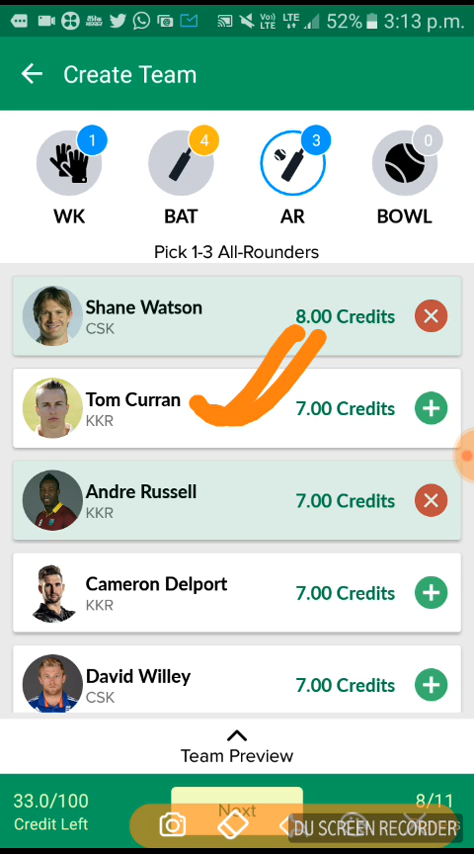 Vo))
LTE LTE 52% 3:13 p.m.
Create Team
1 4 3 0
WK BAT AR BOWL
Pick 1-3 All-Rounders
Shane Watson
CSK
8.00 Credits
Tom Curran
KKR
7.00 Credits
Andre Russell
KKR
7.00 Credits
Cameron Delport
KKR
7.00 Credits
David Willey
CSK
7.00 Credits
Team Preview
33.0/100
Credit Left
Next
8/11
DU SCREEN RECORDER